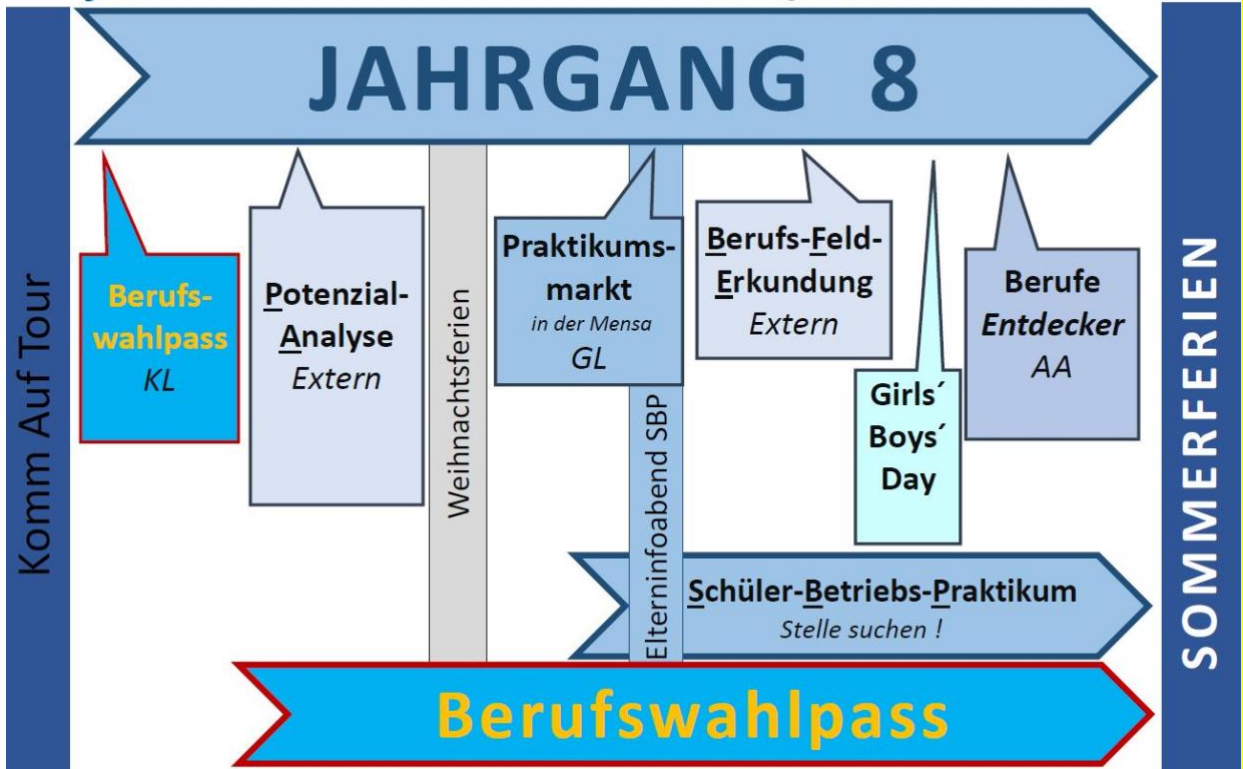 JAHRGANG 8
Komm Auf Tour
Berufs-
wahlpass
KL
Potenzial-
Analyse
Extern
Weihnachtsferien
Praktikums-
markt
in der Mensa
GL
Elterninfoabend SBP
Berufs-Feld-
Erkundung
Extern
Girls´
Boys´
Day
Berufe
Entdecker
AA
Schüler-Betriebs-Praktikum
Stelle suchen !
Berufswahlpass
SOMMERFERIEN